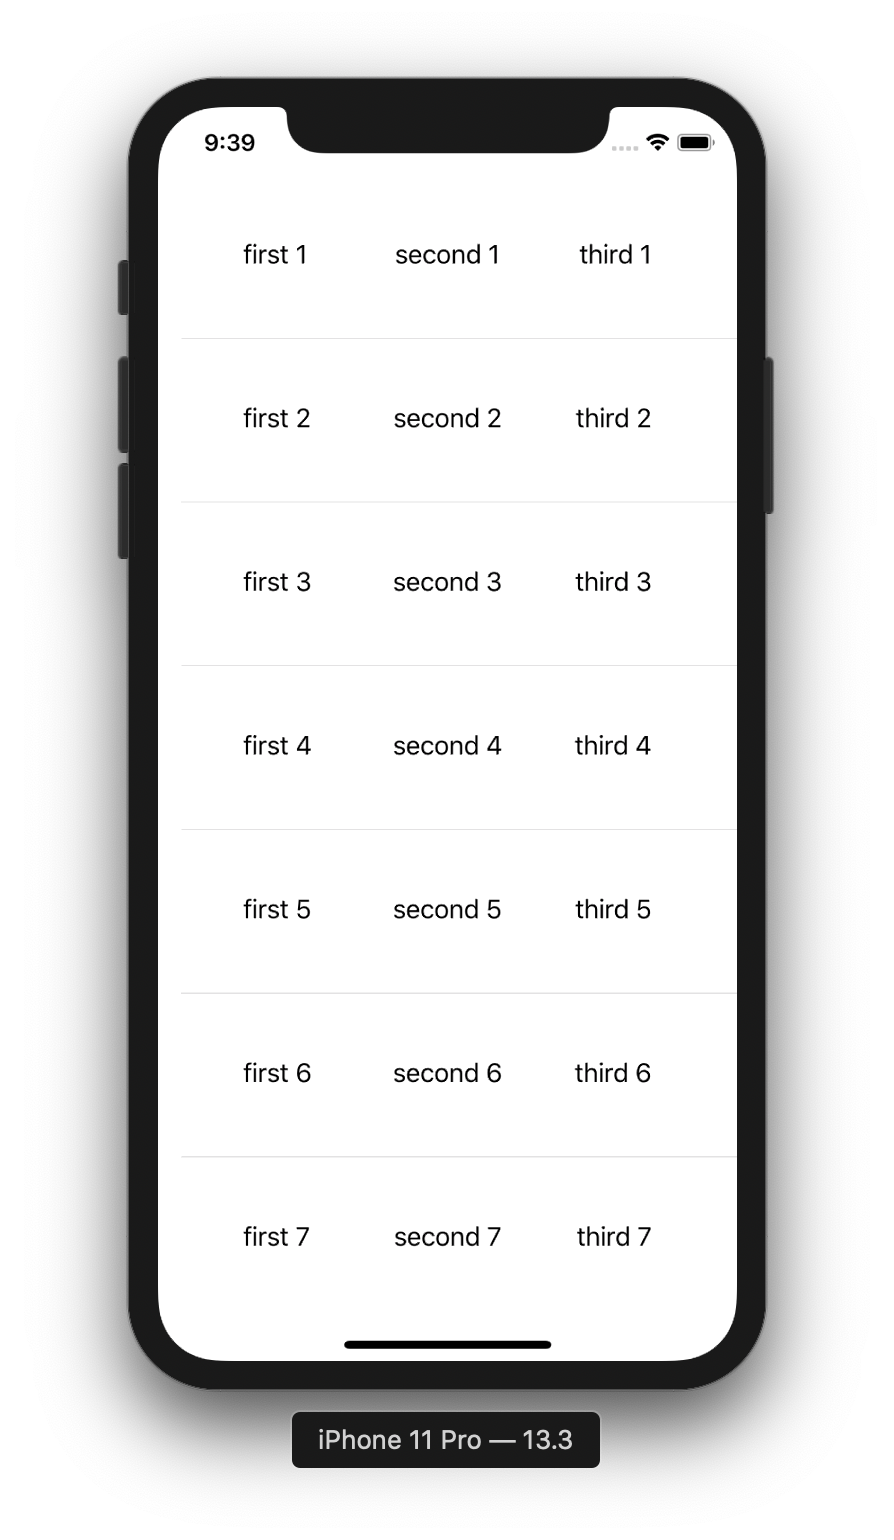 9:39
first 1 second 1 third 1
first 2 second 2 third 2
first 3 second 3 third 3
first 4 second 4 third 4
first 5 second 5 third 5
first 6 second 6 third 6
first 7 second 7 third 7
iPhone 11 Pro — 13.3